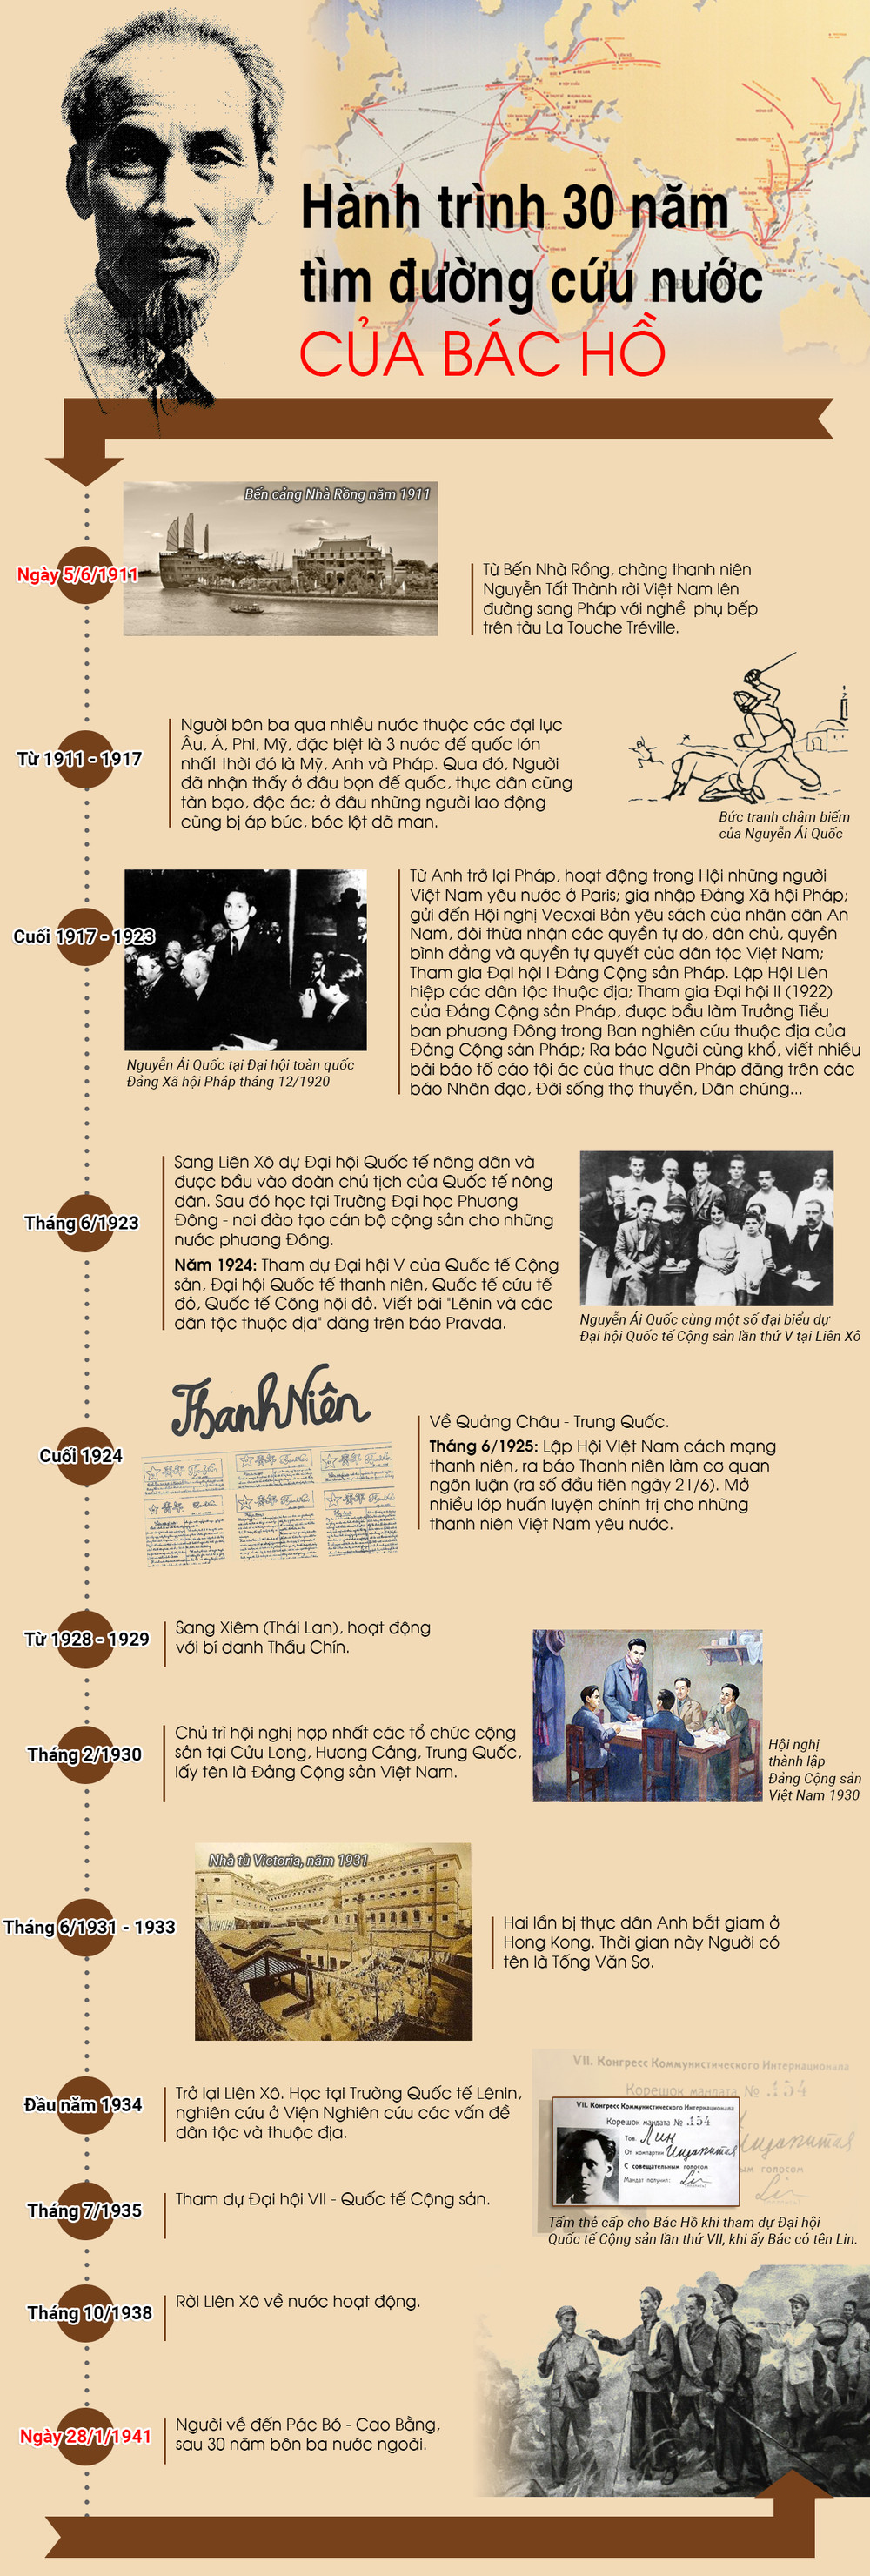 Hành trình 30 năm
tìm đường cứu nước
CỦA BÁC HỒ
Bến cảng Nhà Rồng năm 1911
Ngày 5/6/1911
Từ Bến Nhà Rồng, chàng thanh niên
Nguyễn Tất Thành rời Việt Nam lên
đường sang Pháp với nghề phụ bếp
trên tàu La Touche Tréville.
Từ 1911 - 1917
Người bôn ba qua nhiều nước thuộc các đại lục
Âu, Á, Phi, Mỹ, đặc biệt là 3 nước đế quốc lớn
nhất thời đó là Mỹ, Anh và Pháp. Qua đó, Người
đã nhận thấy ở đâu bọn đế quốc, thực dân cũng
tàn bạo, độc ác; ở đâu những người lao động
cũng bị áp bức, bóc lột dã man.
Bức tranh châm biếm
của Nguyễn Ái Quốc
Cuối 1917 - 1923
Từ Anh trở lại Pháp, hoạt động trong Hội những người
Việt Nam yêu nước ở Paris; gia nhập Đảng Xã hội Pháp;
gửi đến Hội nghị Vecxai Bản yêu sách của nhân dân An
Nam, đòi thừa nhận các quyền tự do, dân chủ, quyền
bình đẳng và quyền tự quyết của dân tộc Việt Nam;
Tham gia Đại hội I Đảng Cộng sản Pháp. Lập Hội Liên
hiệp các dân tộc thuộc địa; Tham gia Đại hội II (1922)
của Đảng Cộng sản Pháp, được bầu làm Trưởng Tiểu
ban phương Đông trong Ban nghiên cứu thuộc địa của
Đảng Cộng sản Pháp; Ra báo Người cùng khổ, viết nhiều
bài báo tố cáo tội ác của thực dân Pháp đăng trên các
báo Nhân đạo, Đời sống thợ thuyền, Dân chúng...
Nguyễn Ái Quốc tại Đại hội toàn quốc
Đảng Xã hội Pháp tháng 12/1920
Tháng 6/1923
Sang Liên Xô dự Đại hội Quốc tế nông dân và
được bầu vào đoàn chủ tịch của Quốc tế nông
dân. Sau đó học tại Trường Đại học Phương
Đông - nơi đào tạo cán bộ cộng sản cho những
nước phương Đông.
Năm 1924: Tham dự Đại hội V của Quốc tế Cộng
sản, Đại hội Quốc tế thanh niên, Quốc tế cứu tế
đỏ, Quốc tế Công hội đỏ. Viết bài "Lênin và các
dân tộc thuộc địa" đăng trên báo Pravda.
Nguyễn Ái Quốc cùng một số đại biểu dự
Đại hội Quốc tế Cộng sản lần thứ V tại Liên Xô
Thanh Niên
Cuối 1924
Về Quảng Châu - Trung Quốc.
Tháng 6/1925: Lập Hội Việt Nam cách mạng
thanh niên, ra báo Thanh niên làm cơ quan
ngôn luận (ra số đầu tiên ngày 21/6). Mở
nhiều lớp huấn luyện chính trị cho những
thanh niên Việt Nam yêu nước.
Từ 1928 - 1929
Sang Xiêm (Thái Lan), hoạt động
với bí danh Thầu Chín.
Tháng 2/1930
Chủ trì hội nghị hợp nhất các tổ chức cộng
sản tại Cửu Long, Hương Cảng, Trung Quốc,
lấy tên là Đảng Cộng sản Việt Nam.
Hội nghị
thành lập
Đảng Cộng sản
Việt Nam 1930
Nhà tù Victoria, năm 1931
Tháng 6/1931 - 1933
Hai lần bị thực dân Anh bắt giam ở
Hong Kong. Thời gian này Người có
tên là Tống Văn Sơ.
Đầu năm 1934
Trở lại Liên Xô. Học tại Trường Quốc tế Lênin,
nghiên cứu ở Viện Nghiên cứu các vấn đề
dân tộc và thuộc địa.
VII. Конгресс Коммунистического Интернационала
Корешок мандата № 154
VII. Конгресс Коммунистического Интернационала
Корешок мандата № 154
Тов. Лин
От компартии Индокитая
С совещательным голосом
Мандат получил: Lin
Tháng 7/1935
Tham dự Đại hội VII - Quốc tế Cộng sản.
Tấm thẻ cấp cho Bác Hồ khi tham dự Đại hội
Quốc tế Cộng sản lần thứ VII, khi ấy Bác có tên Lin.
Tháng 10/1938
Rời Liên Xô về nước hoạt động.
Ngày 28/1/1941
Người về đến Pác Bó - Cao Bằng,
sau 30 năm bôn ba nước ngoài.